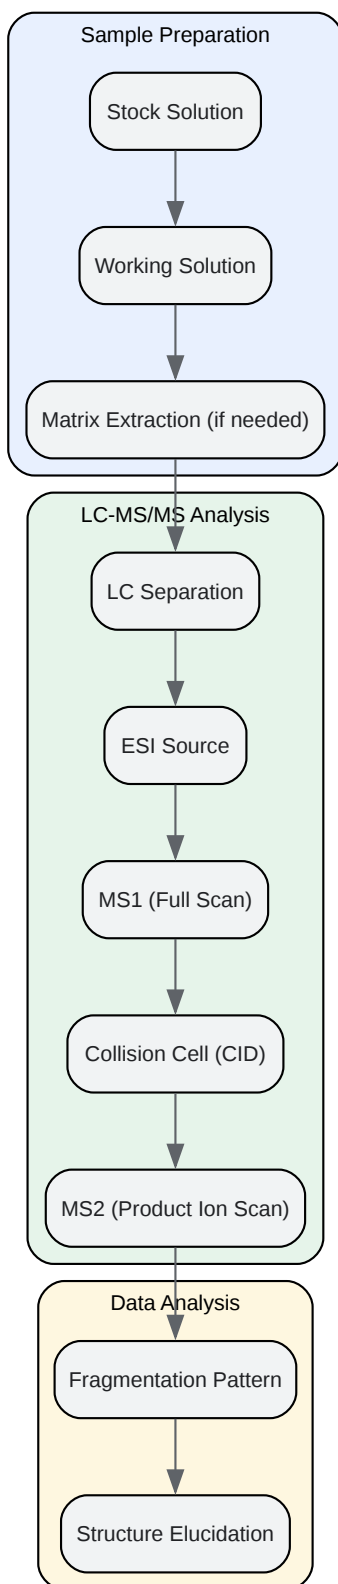 Sample Preparation
Stock Solution
Working Solution
Matrix Extraction (if needed)
LC-MS/MS Analysis
LC Separation
ESI Source
MS1 (Full Scan)
Collision Cell (CID)
MS2 (Product Ion Scan)
Data Analysis
Fragmentation Pattern
Structure Elucidation